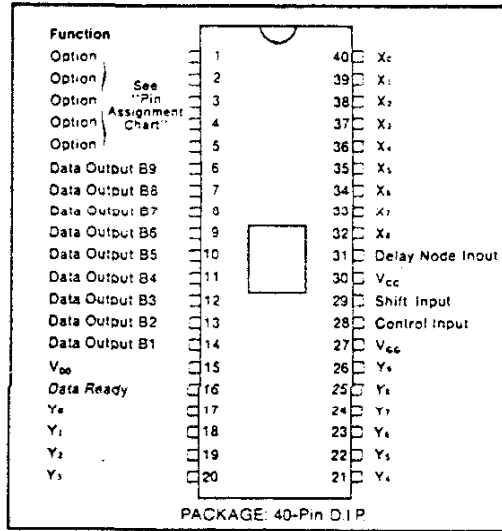 Function
Option 1 40 X₀
Option 2 39 X₁
Option 3 38 X₂
Option 4 37 X₃
Option 5 36 X₄
See
"Pin
Assignment
Chart"
Data Output B9 6 35 X₅
Data Output B8 7 34 X₆
Data Output B7 8 33 X₇
Data Output B6 9 32 X₈
Data Output B5 10 31 Delay Node Input
Data Output B4 11 30 VCC
Data Output B3 12 29 Shift Input
Data Output B2 13 28 Control Input
Data Output B1 14 27 VGG
15 26 Y₉
Data Ready 16 25 Y₈
17 24 Y₇
Y₁ 18 23 Y₆
Y₂ 19 22 Y₅
Y₃ 20 21 Y₄
PACKAGE: 40-Pin D.I.P.